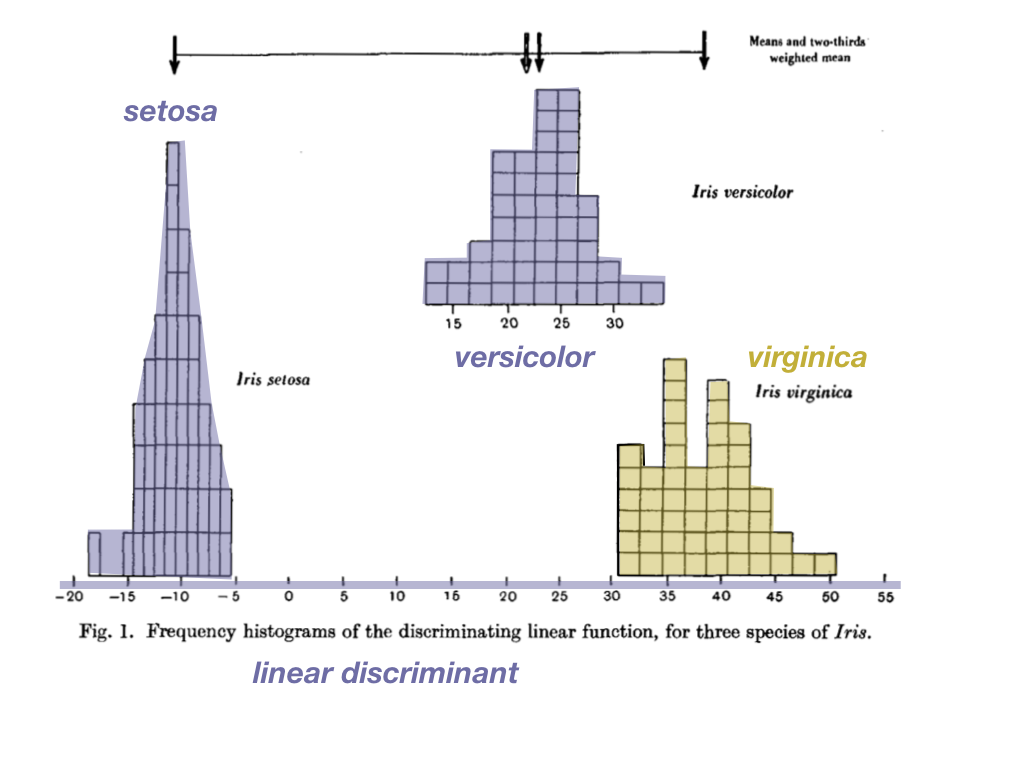 Means and two-thirds
weighted mean
setosa
Iris versicolor
15 20 25 30
versicolor
virginica
Iris setosa
Iris virginica
−20 −15 −10 −5 0 5 10 15 20 25 30 35 40 45 50 55
Fig. 1. Frequency histograms of the discriminating linear function, for three species of Iris.
linear discriminant